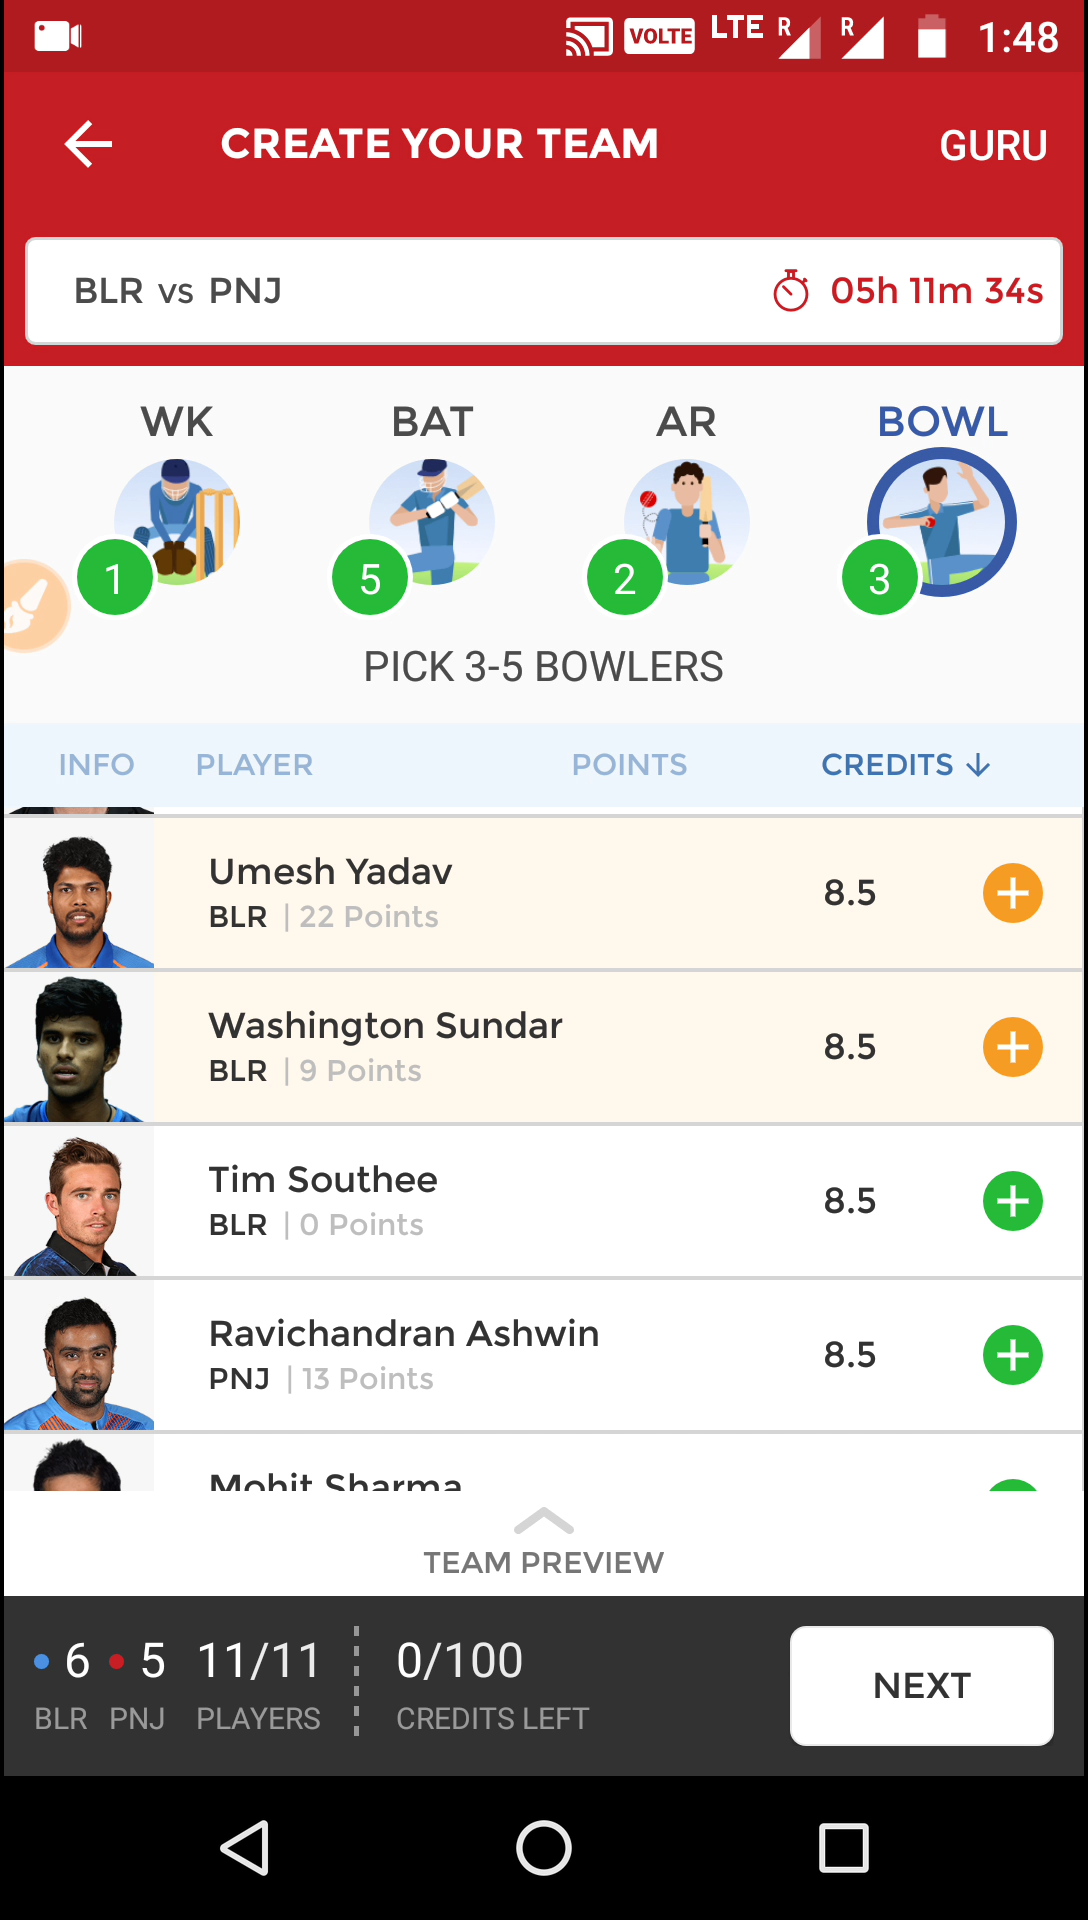 VOLTE LTE R R 1:48
CREATE YOUR TEAM GURU
BLR vs PNJ 05h 11m 34s
WK BAT AR BOWL
1 5 2 3
PICK 3-5 BOWLERS
INFO PLAYER POINTS CREDITS
Umesh Yadav
BLR | 22 Points 8.5
Washington Sundar
BLR | 9 Points 8.5
Tim Southee
BLR | 0 Points 8.5
Ravichandran Ashwin
PNJ | 13 Points 8.5
Mohit Sharma
TEAM PREVIEW
6 5 11/11 0/100
BLR PNJ PLAYERS CREDITS LEFT
NEXT